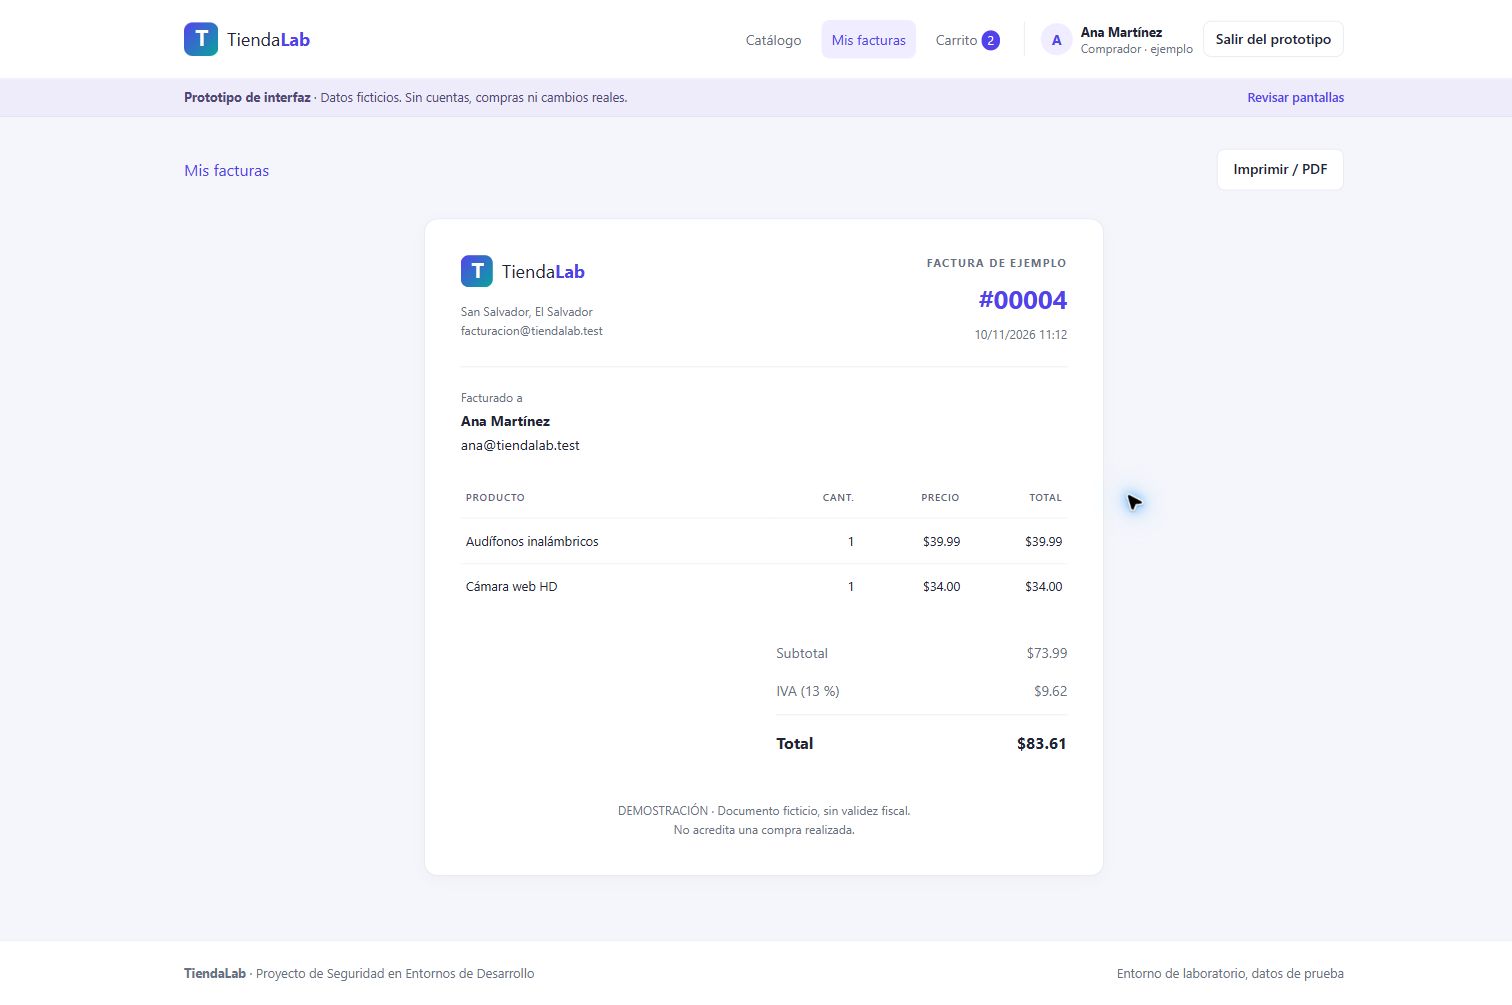 T TiendaLab
Catálogo Mis facturas Carrito 2 A Ana Martínez Salir del prototipo
Comprador · ejemplo
Prototipo de interfaz · Datos ficticios. Sin cuentas, compras ni cambios reales. Revisar pantallas
Mis facturas Imprimir / PDF
T TiendaLab
San Salvador, El Salvador
facturacion@tiendalab.test
FACTURA DE EJEMPLO
#00004
10/11/2026 11:12
Facturado a
Ana Martínez
ana@tiendalab.test
PRODUCTO CANT. PRECIO TOTAL
Audífonos inalámbricos 1 $39.99 $39.99
Cámara web HD 1 $34.00 $34.00
Subtotal $73.99
IVA (13 %) $9.62
Total $83.61
DEMOSTRACIÓN · Documento ficticio, sin validez fiscal.
No acredita una compra realizada.
TiendaLab · Proyecto de Seguridad en Entornos de Desarrollo Entorno de laboratorio, datos de prueba